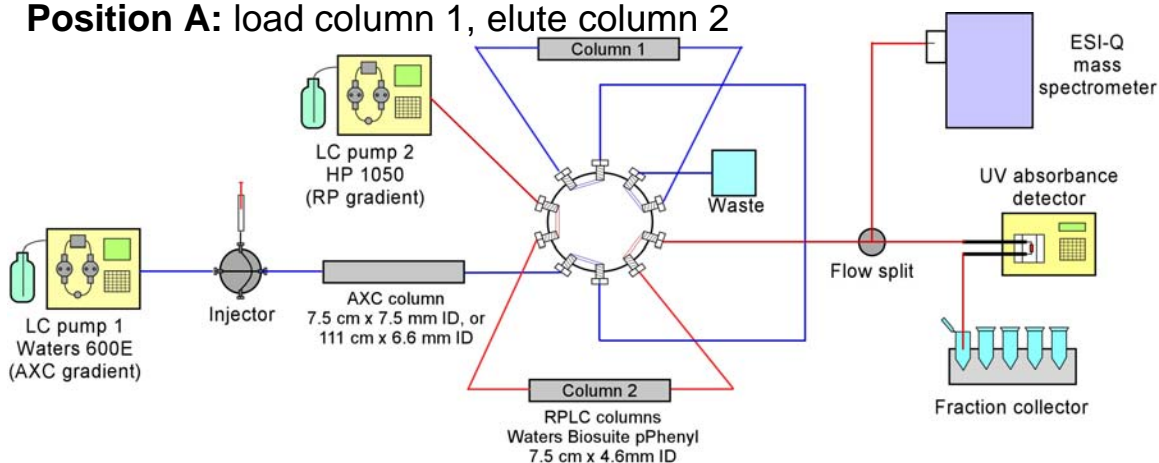 Position A: load column 1, elute column 2
Column 1
ESI-Q
mass
spectrometer
LC pump 2
HP 1050
(RP gradient)
Waste
UV absorbance
detector
Flow split
Injector
AXC column
7.5 cm x 7.5 mm ID, or
111 cm x 6.6 mm ID
LC pump 1
Waters 600E
(AXC gradient)
Column 2
RPLC columns
Waters Biosuite pPhenyl
7.5 cm x 4.6mm ID
Fraction collector